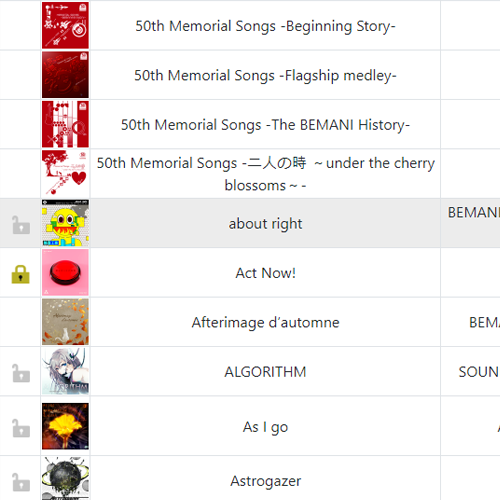 50th Memorial Songs -Beginning Story-
50th Memorial Songs -Flagship medley-
50th Memorial Songs -The BEMANI History-
50th Memorial Songs -二人の時 ～under the cherry
blossoms～-
about right
BEMANI
Act Now!
Afterimage d'automne
BEMA
ALGORITHM
SOUN
As I go
Astrogazer